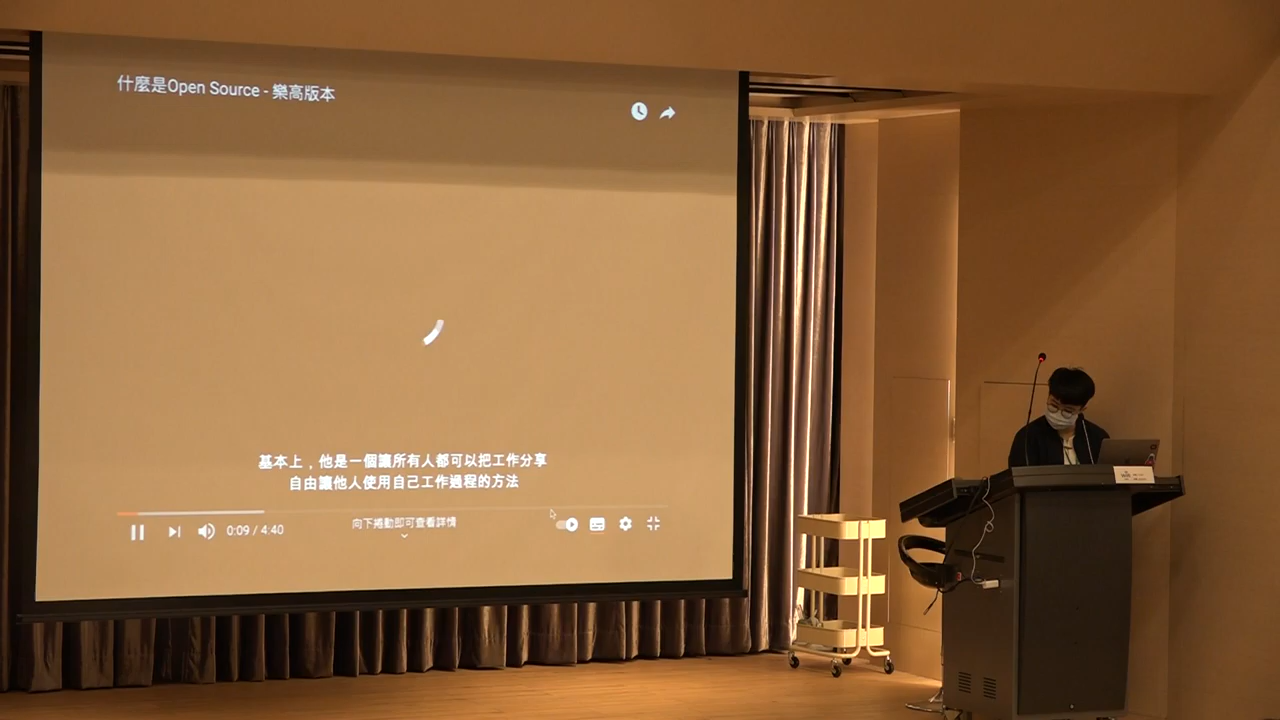 什麼是Open Source - 樂高版本
基本上，他是一個讓所有人都可以把工作分享
自由讓他人使用自己工作過程的方法
0:09 / 4:40
向下捲動即可查看詳情